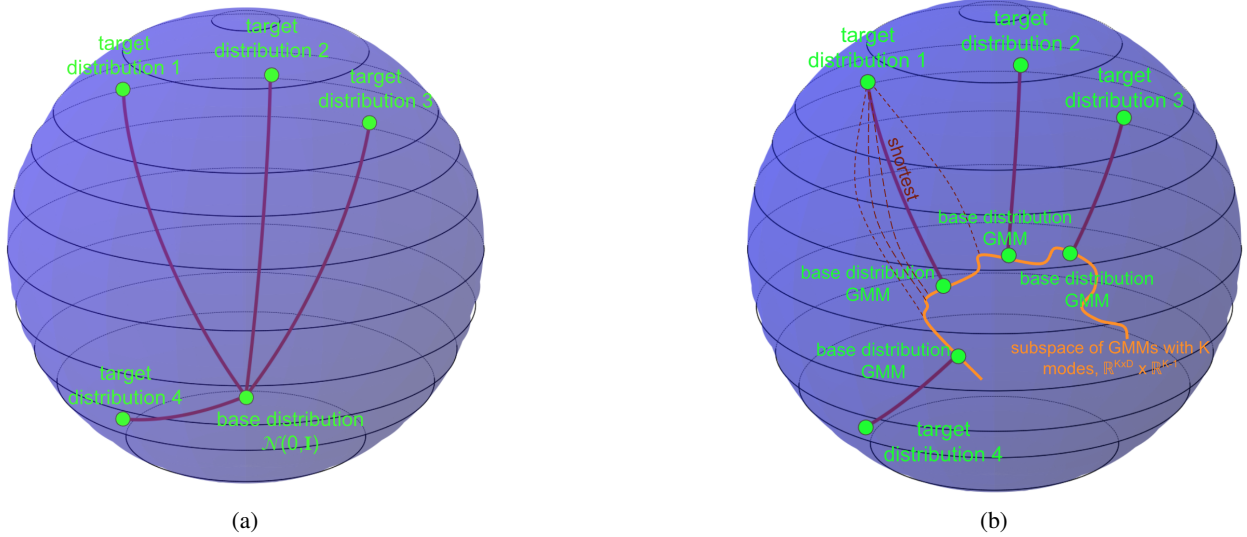 target
distribution 1
target
distribution 2
target
distribution 3
target
distribution 4
base distribution
𝒩(0,I)
(a)
target
distribution 1
target
distribution 2
target
distribution 3
shortest
base distribution
GMM
base distribution
GMM
base distribution
GMM
base distribution
GMM
subspace of GMMs with K
modes, ℝᴷˣᴰ x ℝᴷ⁻¹
target
distribution 4
(b)